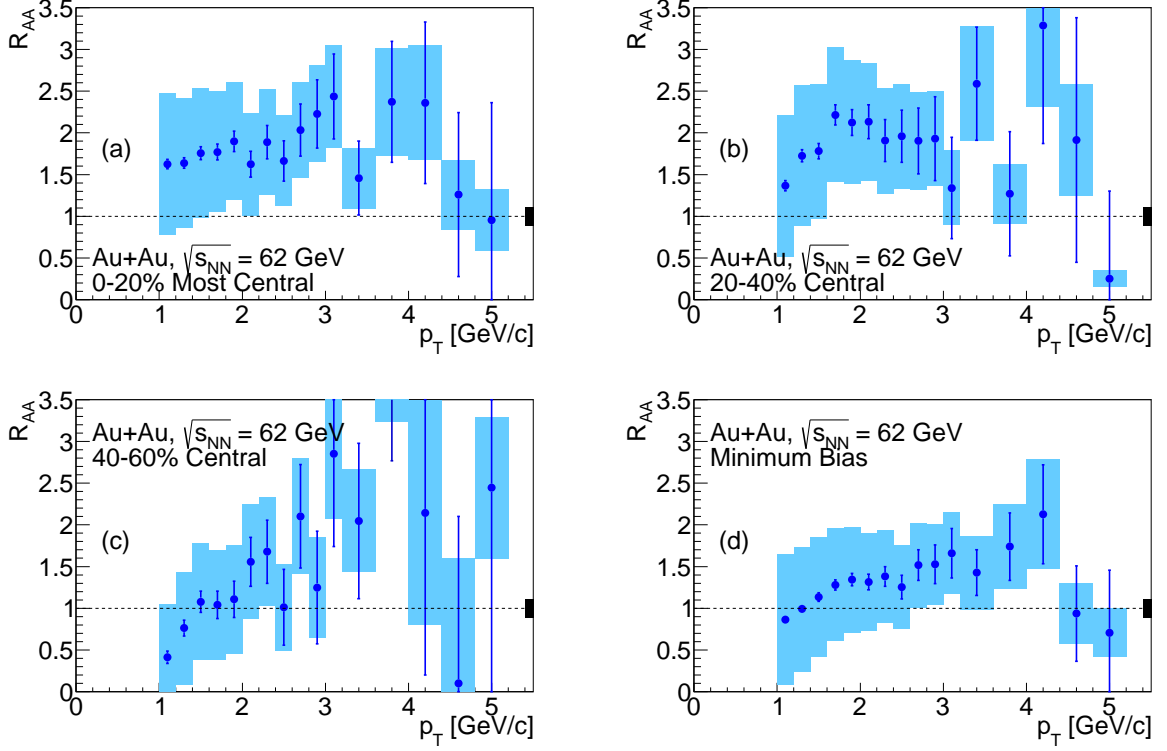 R_AA
3.5
3
2.5
2
1.5
1
0.5
0
(a)
Au+Au, √s_NN = 62 GeV
0-20% Most Central
1 2 3 4 5
p_T [GeV/c]
R_AA
3.5
3
2.5
2
1.5
1
0.5
0
(b)
Au+Au, √s_NN = 62 GeV
20-40% Central
1 2 3 4 5
p_T [GeV/c]
R_AA
3.5
3
2.5
2
1.5
1
0.5
0
Au+Au, √s_NN = 62 GeV
40-60% Central
(c)
0 1 2 3 4 5
p_T [GeV/c]
R_AA
3.5
3
2.5
2
1.5
1
0.5
0
Au+Au, √s_NN = 62 GeV
Minimum Bias
(d)
0 1 2 3 4 5
p_T [GeV/c]